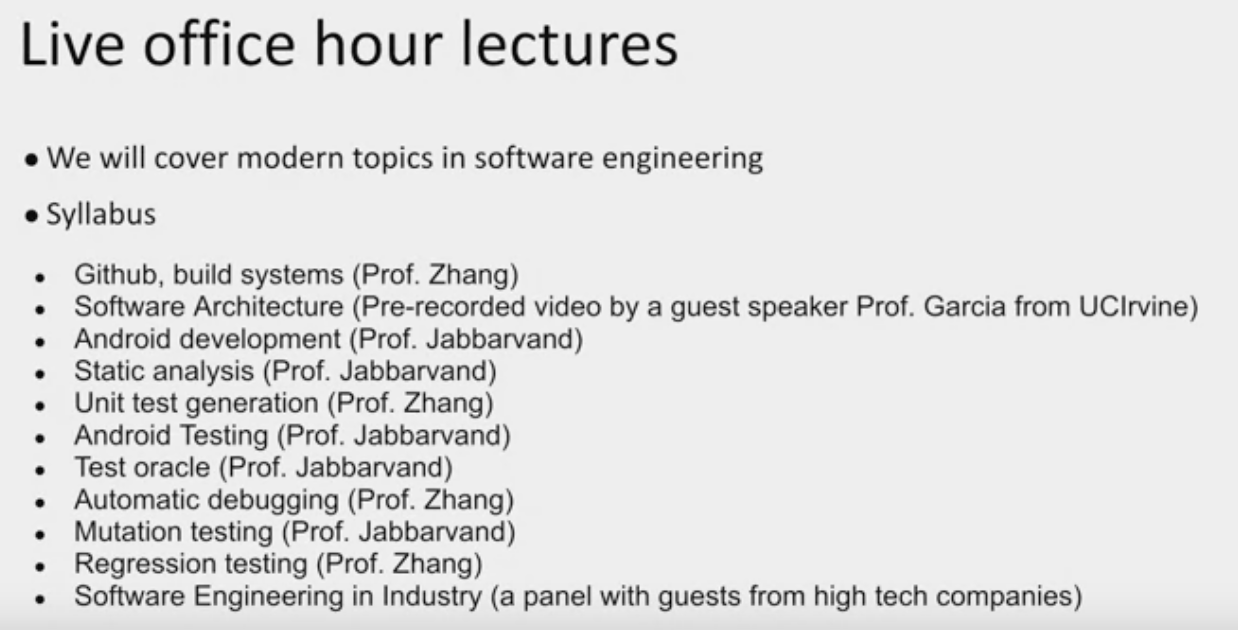 Live office hour lectures
● We will cover modern topics in software engineering
● Syllabus
● Github, build systems (Prof. Zhang)
● Software Architecture (Pre-recorded video by a guest speaker Prof. Garcia from UCIrvine)
● Android development (Prof. Jabbarvand)
● Static analysis (Prof. Jabbarvand)
● Unit test generation (Prof. Zhang)
● Android Testing (Prof. Jabbarvand)
● Test oracle (Prof. Jabbarvand)
● Automatic debugging (Prof. Zhang)
● Mutation testing (Prof. Jabbarvand)
● Regression testing (Prof. Zhang)
● Software Engineering in Industry (a panel with guests from high tech companies)